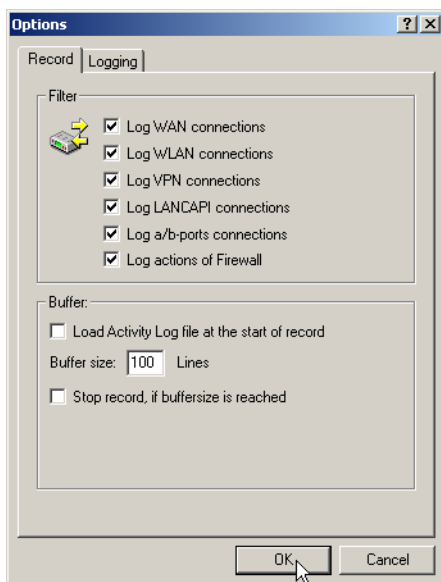 Options
Record Logging
Filter
Log WAN connections
Log WLAN connections
Log VPN connections
Log LANCAPI connections
Log a/b-ports connections
Log actions of Firewall
Buffer:
Load Activity Log file at the start of record
Buffer size: 100 Lines
Stop record, if buffersize is reached
OK Cancel